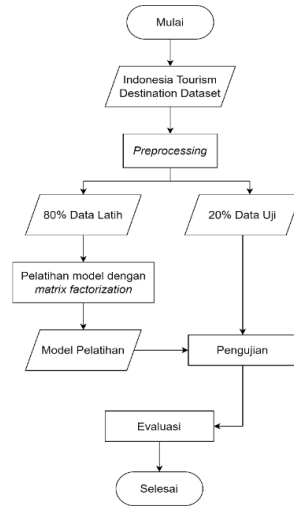 Mulai
Indonesia Tourism
Destination Dataset
Preprocessing
80% Data Latih
20% Data Uji
Pelatihan model dengan
matrix factorization
Model Pelatihan
Pengujian
Evaluasi
Selesai